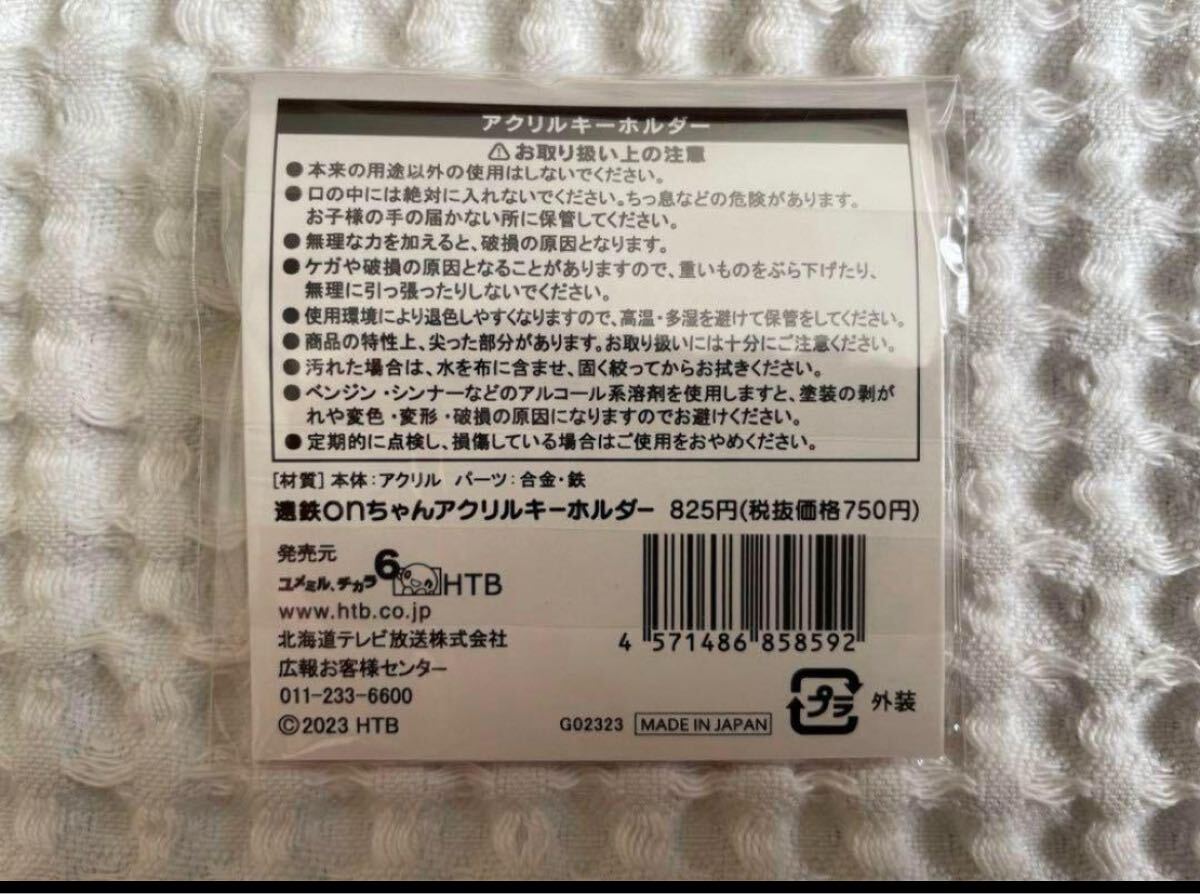 アクリルキーホルダー
⚠お取り扱い上の注意
●本来の用途以外の使用はしないでください。
●口の中には絶対に入れないでください。ちっ息などの危険があります。
お子様の手の届かない所に保管してください。
●無理な力を加えると、破損の原因となります。
●ケガや破損の原因となることがありますので、重いものをぶら下げたり、
無理に引っ張ったりしないでください。
●使用環境により退色しやすくなりますので、高温・多湿を避けて保管をしてください。
●商品の特性上、尖った部分があります。お取り扱いには十分にご注意ください。
●汚れた場合は、水を布に含ませ、固く絞ってからお拭きください。
●ベンジン・シンナーなどのアルコール系溶剤を使用しますと、塗装の剥が
れや変色・変形・破損の原因になりますのでお避けください。
●定期的に点検し、損傷している場合はご使用をおやめください。
[材質]本体:アクリル パーツ:合金・鉄
遠鉄onちゃんアクリルキーホルダー 825円(税抜価格750円)
発売元
ユメミル、チカラ 6 HTB
www.htb.co.jp
北海道テレビ放送株式会社
広報お客様センター
011-233-6600
©2023 HTB
4 571486 858592
プラ 外装
G02323 MADE IN JAPAN